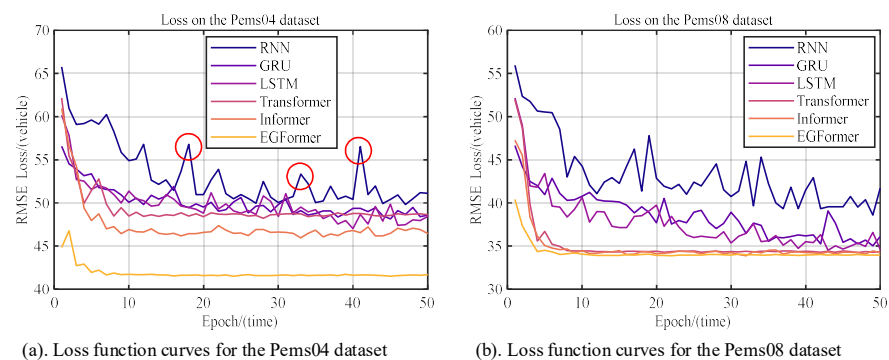 Loss on the Pems04 dataset
70
65
60
55
50
45
40
RMSE Loss/(vehicle)
0
10
20
30
40
50
Epoch/(time)
RNN
GRU
LSTM
Transformer
Informer
EGFormer
(a). Loss function curves for the Pems04 dataset
Loss on the Pems08 dataset
60
55
50
45
40
35
30
RMSE Loss/(vehicle)
0
10
20
30
40
50
Epoch/(time)
RNN
GRU
LSTM
Transformer
Informer
EGFormer
(b). Loss function curves for the Pems08 dataset